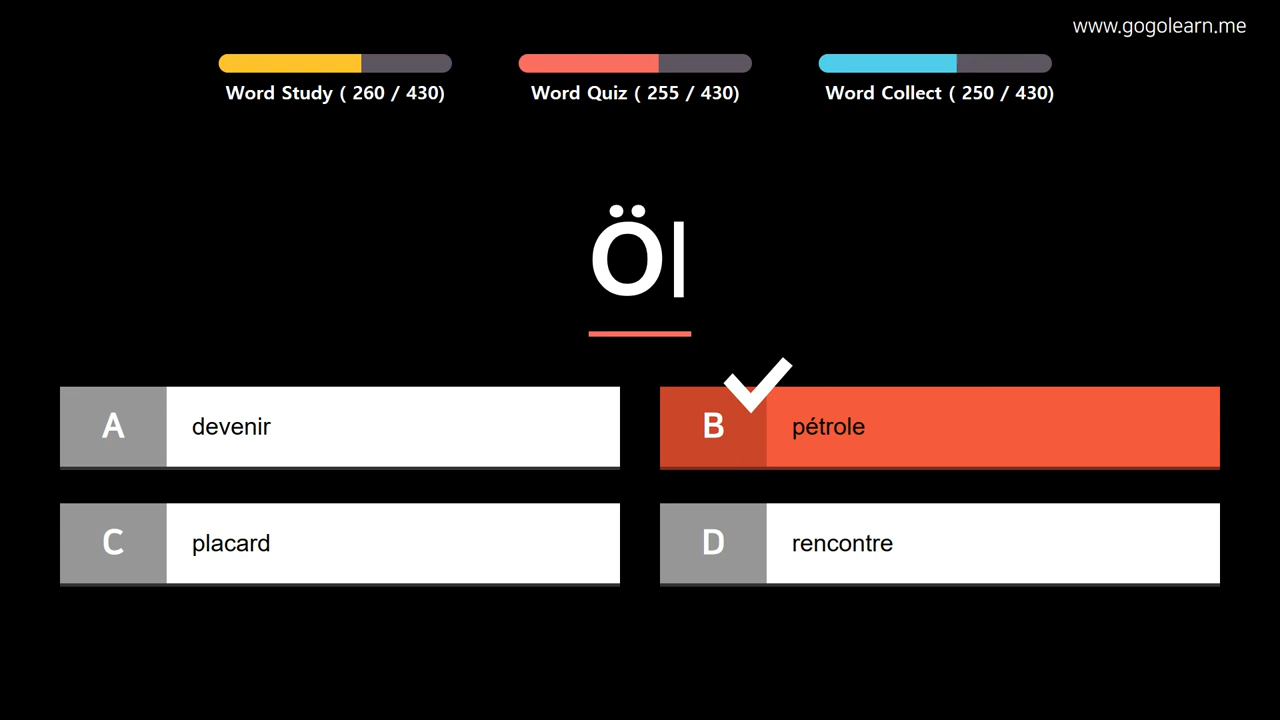 www.gogolearn.me
Word Study ( 260 / 430)
Word Quiz ( 255 / 430)
Word Collect ( 250 / 430)
Öl
A devenir
B pétrole
C placard
D rencontre